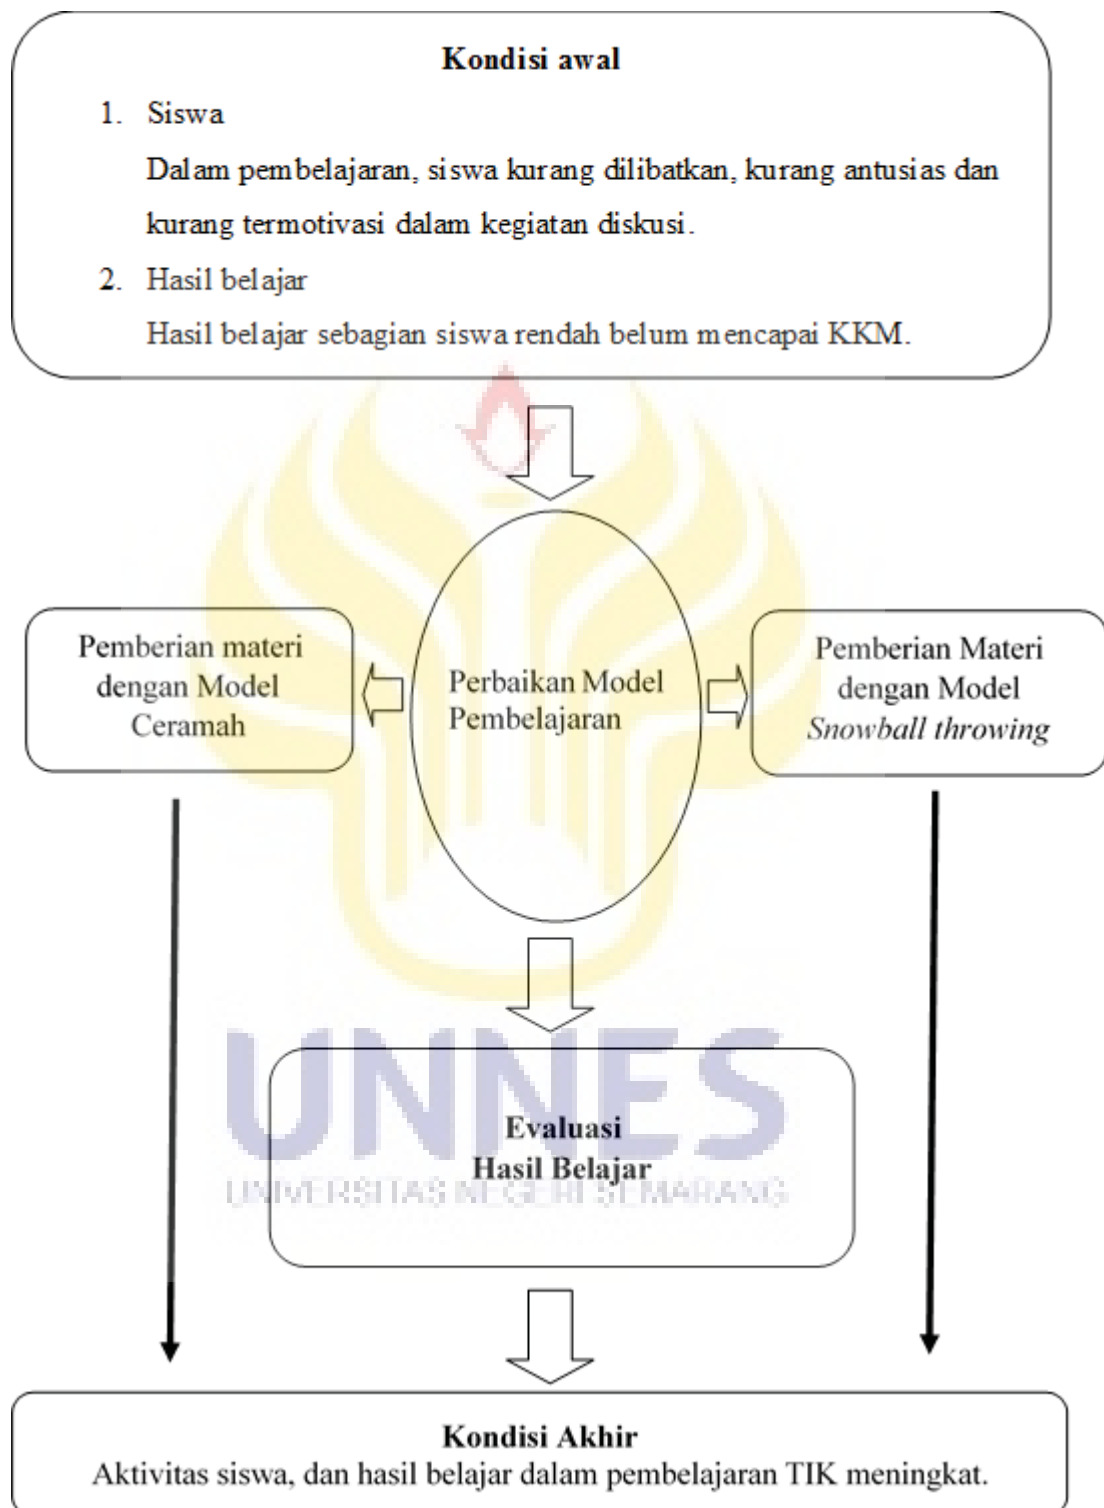 Kondisi awal
1. Siswa
Dalam pembelajaran, siswa kurang dilibatkan, kurang antusias dan
kurang termotivasi dalam kegiatan diskusi.
2. Hasil belajar
Hasil belajar sebagian siswa rendah belum mencapai KKM.
Pemberian materi
dengan Model
Ceramah
Perbaikan Model
Pembelajaran
Pemberian Materi
dengan Model
Snowball throwing
UNNES
Evaluasi
Hasil Belajar
UNIVERSITAS NEGERI SEMARANG
Kondisi Akhir
Aktivitas siswa, dan hasil belajar dalam pembelajaran TIK meningkat.